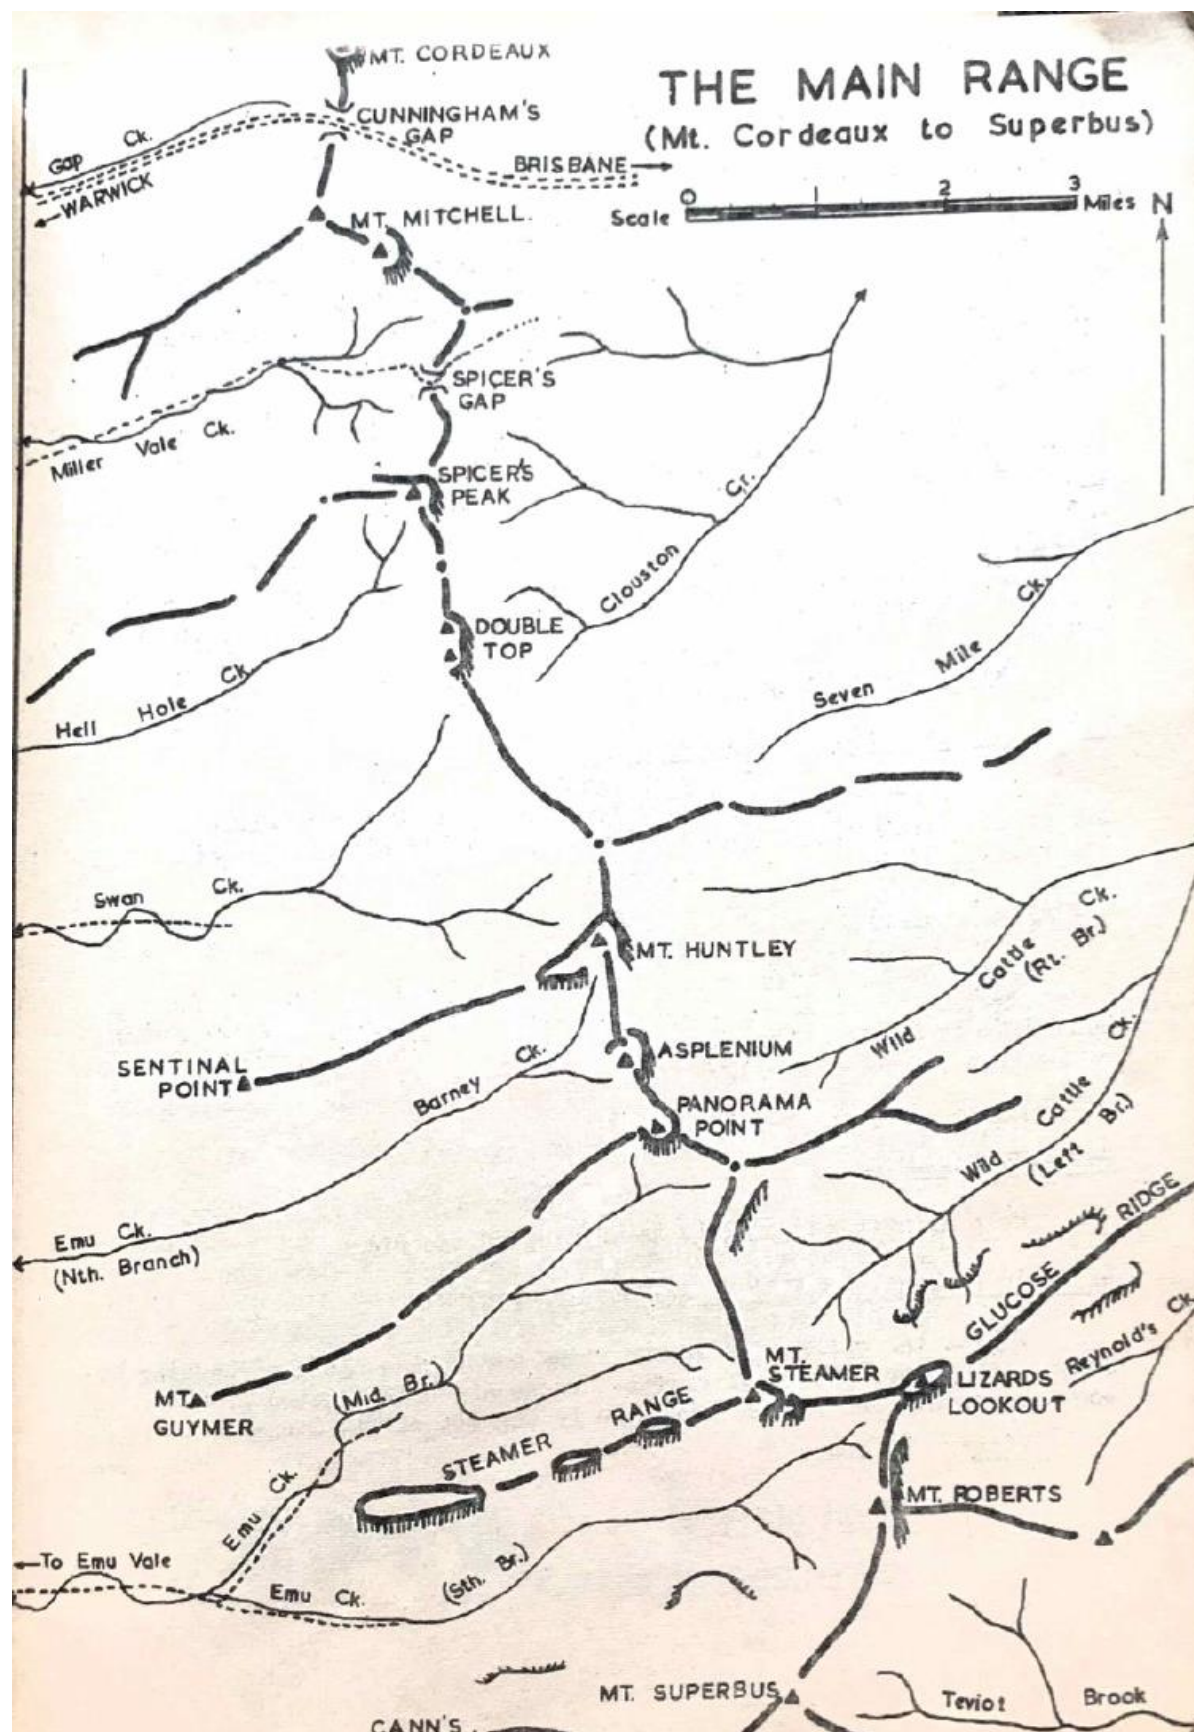 MT. CORDEAUX
THE MAIN RANGE
(Mt. Cordeaux to Superbus)
CUNNINGHAM'S
GAP
Gap Ck.
BRISBANE
WARWICK
0 1 2 3
Scale
Miles
N
MT. MITCHELL.
SPICER'S
GAP
Miller Vale Ck.
SPICER'S
PEAK
Clouston Cr.
Seven Mile Ck.
DOUBLE
TOP
Hell Hole Ck
Swan Ck.
MT. HUNTLEY
Wild Cattle Ck.
(Rt. Br.)
SENTINAL
POINT
ASPLENIUM
Barney Ck.
PANORAMA
POINT
Wild Cattle Ck.
(Left Br.)
Emu Ck.
(Nth. Branch)
GLUCOSE RIDGE
Reynold's Ck.
MT.
STEAMER
LIZARDS
LOOKOUT
MT.
GUYMER
(Mid. Br.)
STEAMER RANGE
MT. ROBERTS
Emu Ck.
To Emu Vale
Emu Ck.
(Sth. Br.)
MT. SUPERBUS
Teviot Brook
CANN'S